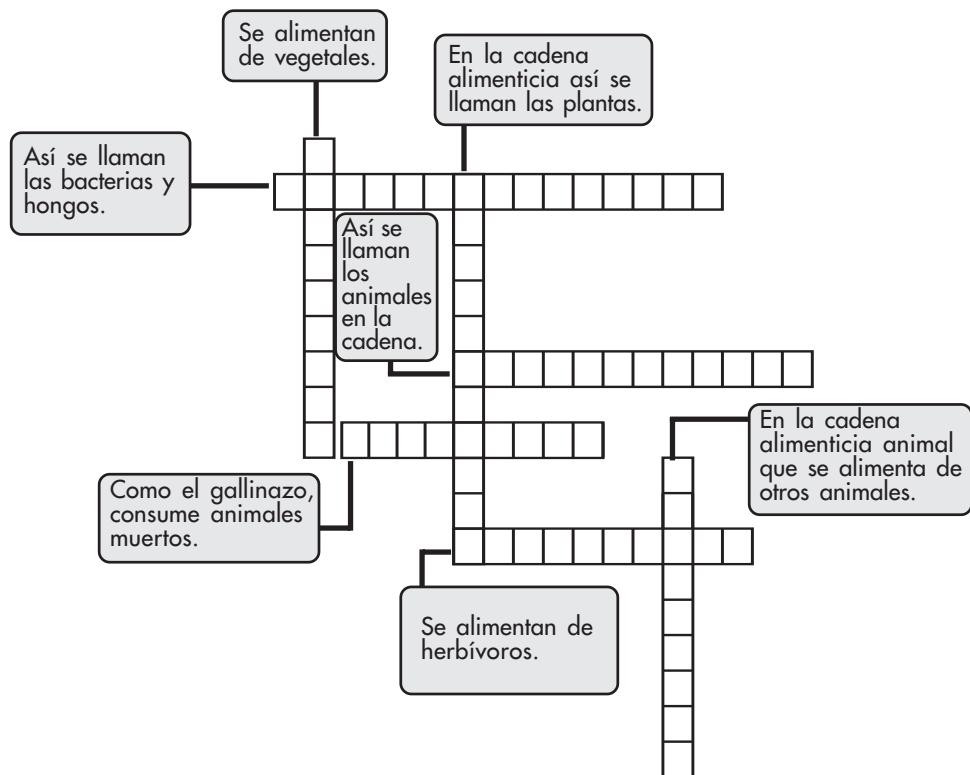 Se alimentan
de vegetales.
En la cadena
alimenticia así se
llaman las plantas.
Así se llaman
las bacterias y
hongos.
Así se
llaman
los
animales
en la
cadena.
En la cadena
alimenticia animal
que se alimenta de
otros animales.
Como el gallinazo,
consume animales
muertos.
Se alimentan de
herbívoros.